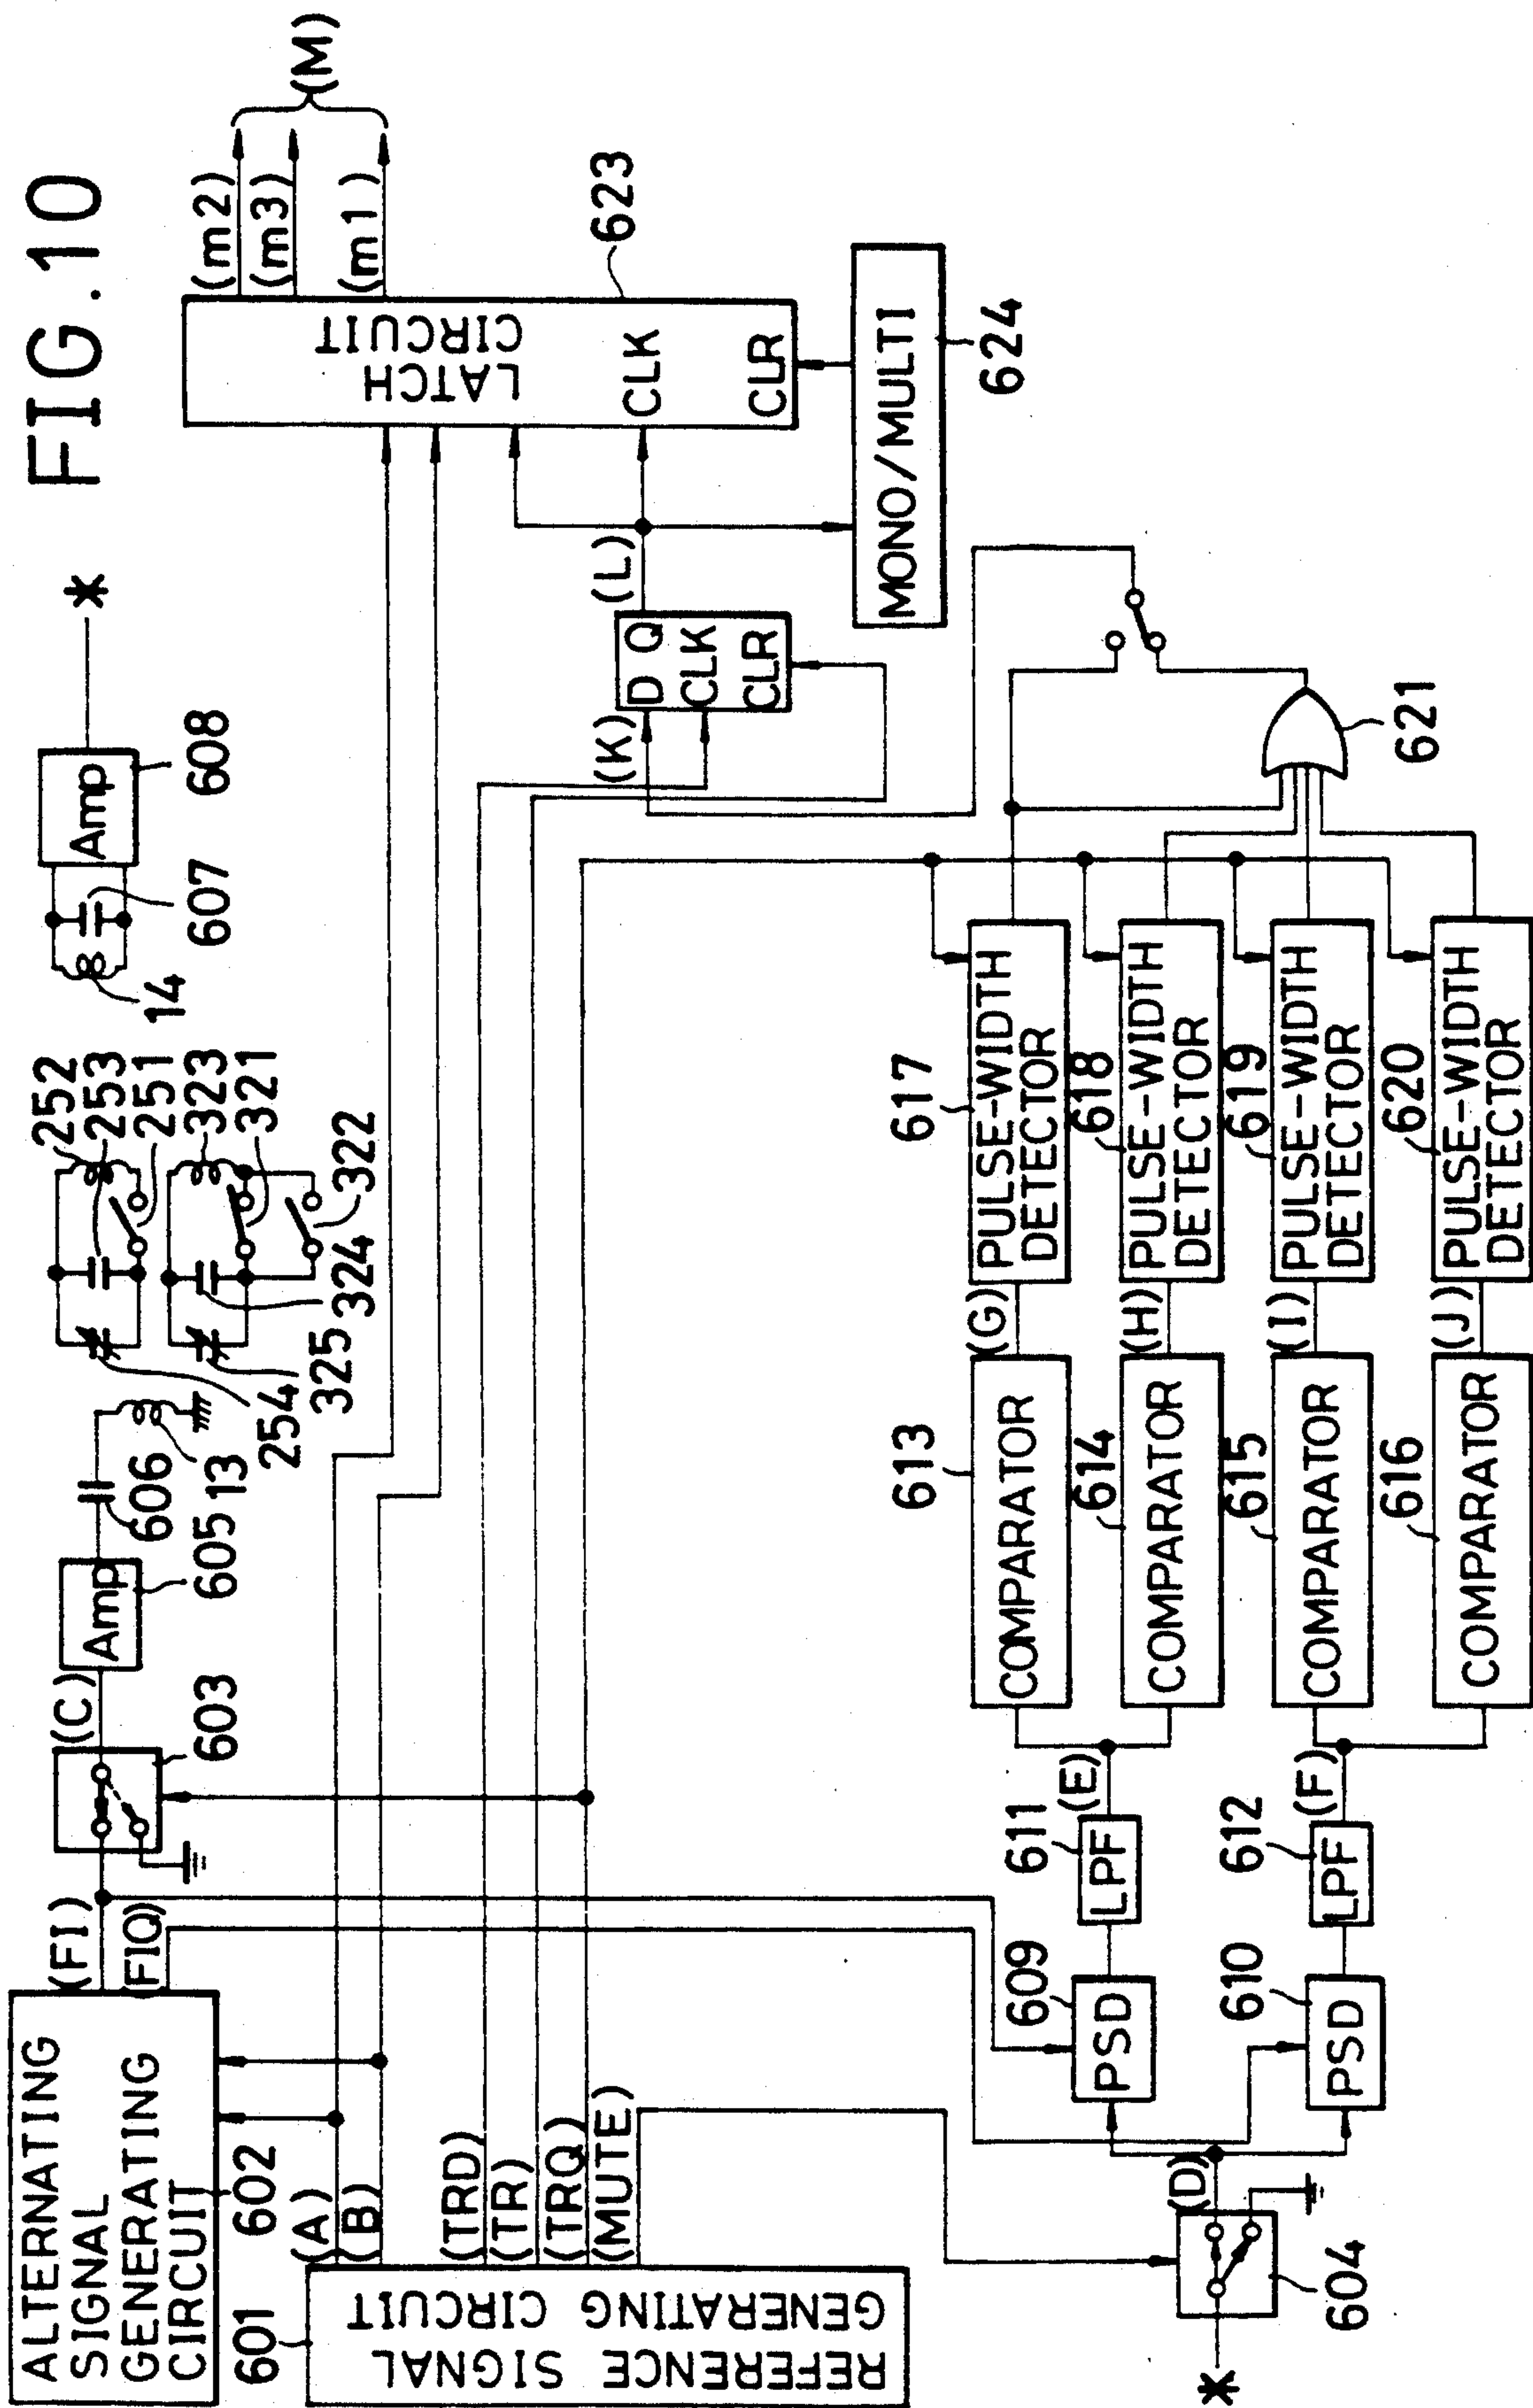 FIG.10
ALTERNATING
SIGNAL
GENERATING
CIRCUIT
602
(FI)
(FIQ)
(C)
603
Amp
605
606
13
254
325
324
322
252
253
251
323
321
14
607
Amp
608
*
601
REFERENCE SIGNAL
GENERATING CIRCUIT
(A)
(B)
(TRD)
(TR)
(TRQ)
(MUTE)
LATCH
CIRCUIT
CLK
CLR
623
(m2)
(m3)
(m1)
(M)
(K)
D Q
CLK
CLR
(L)
MONO/MULTI
624
*
604
(D)
609
PSD
610
PSD
611
LPF
612
LPF
(E)
(F)
613
COMPARATOR
614
COMPARATOR
615
COMPARATOR
616
COMPARATOR
(G)
(H)
(I)
(J)
617
PULSE-WIDTH
DETECTOR
618
PULSE-WIDTH
DETECTOR
619
PULSE-WIDTH
DETECTOR
620
PULSE-WIDTH
DETECTOR
621